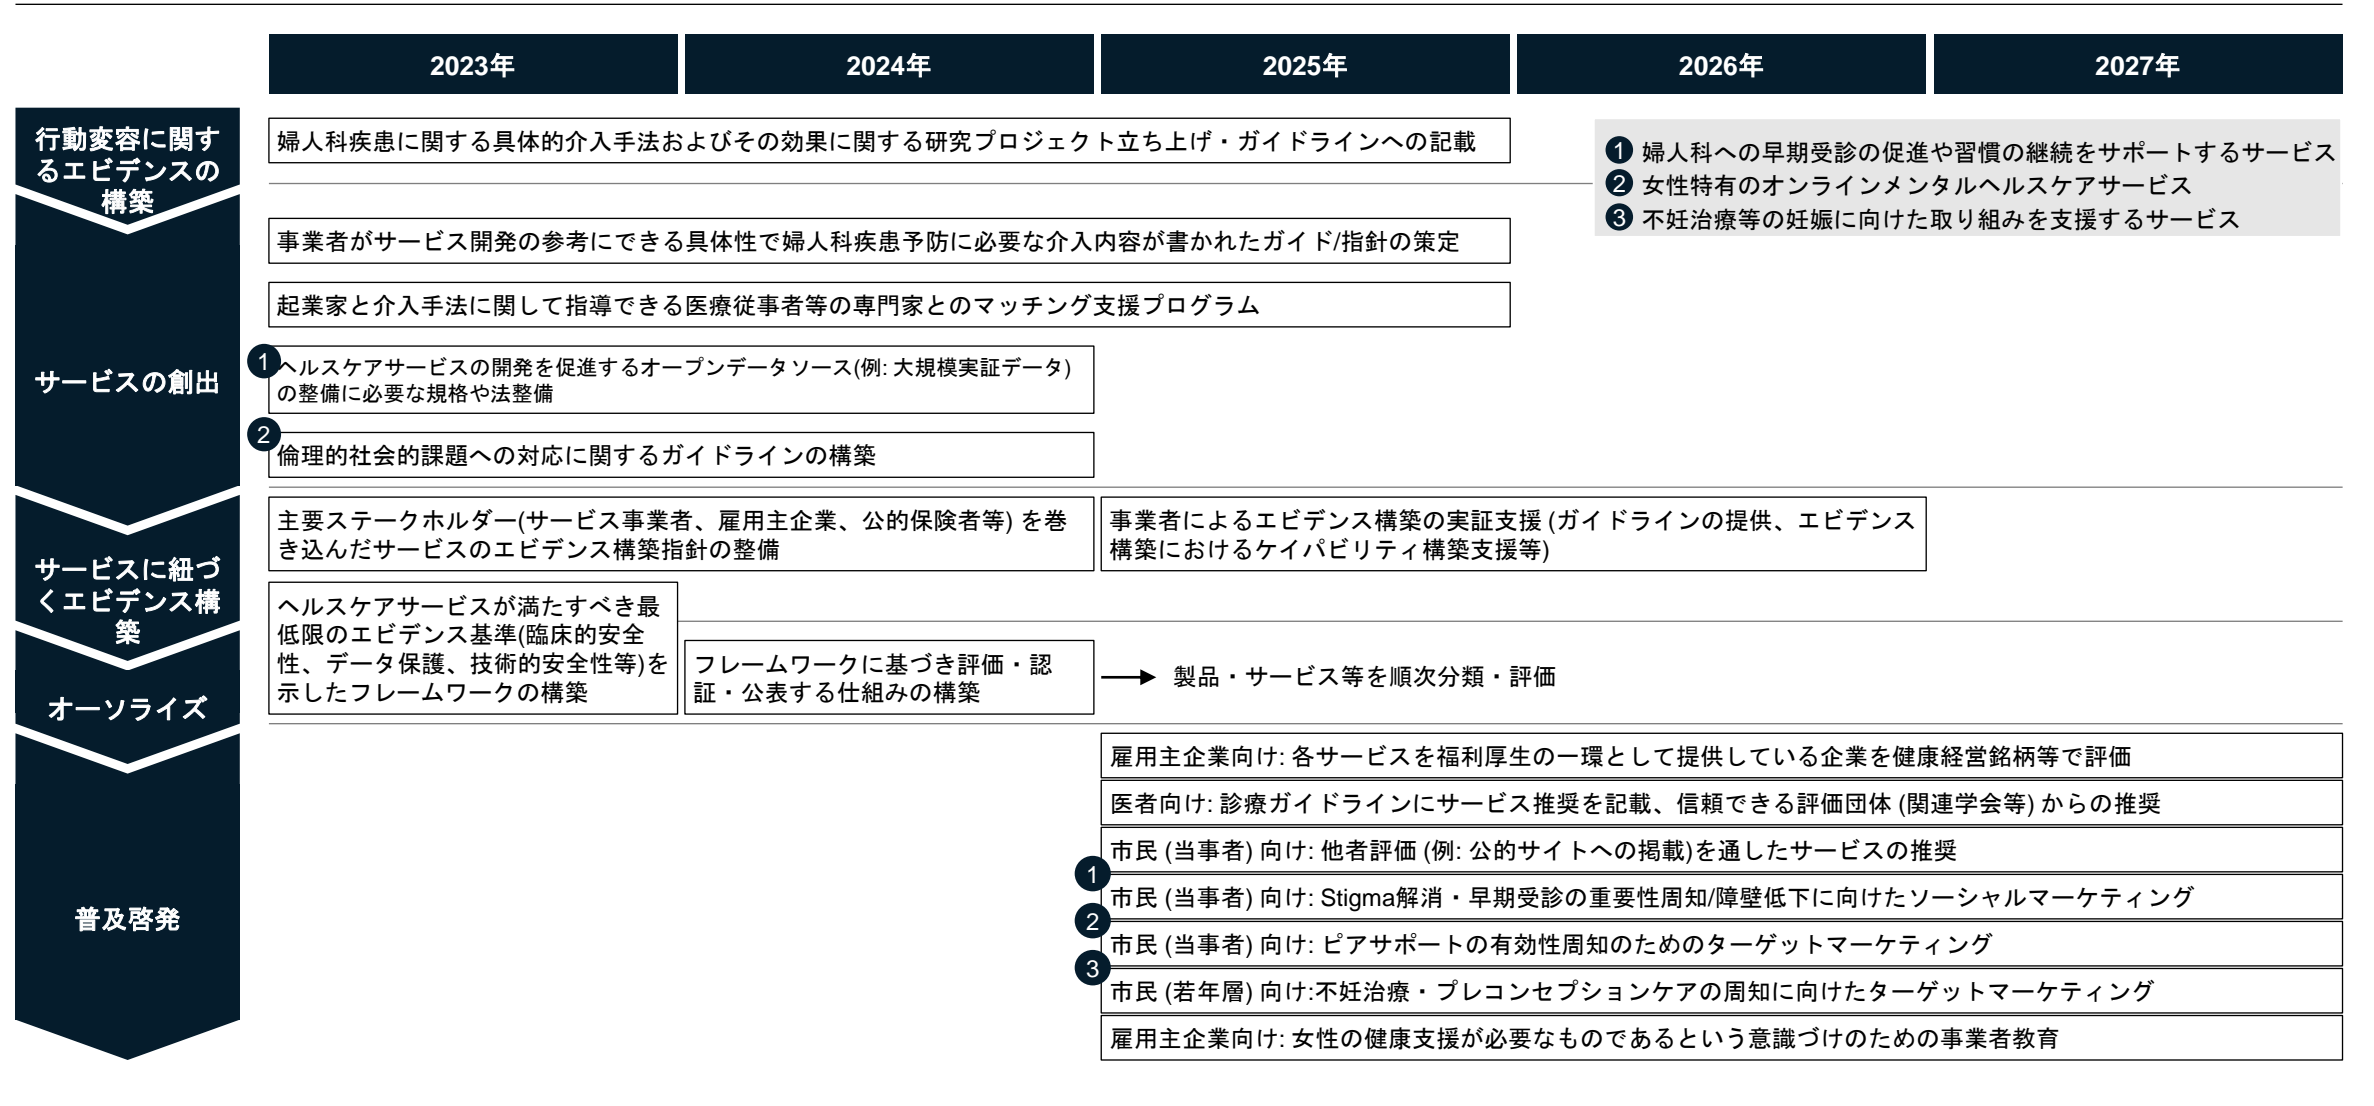 2023年
2024年
2025年
2026年
2027年
行動変容に関す
るエビデンスの
構築
婦人科疾患に関する具体的介入手法およびその効果に関する研究プロジェクト立ち上げ・ガイドラインへの記載
1 婦人科への早期受診の促進や習慣の継続をサポートするサービス
2 女性特有のオンラインメンタルヘルスケアサービス
3 不妊治療等の妊娠に向けた取り組みを支援するサービス
サービスの創出
事業者がサービス開発の参考にできる具体性で婦人科疾患予防に必要な介入内容が書かれたガイド/指針の策定
起業家と介入手法に関して指導できる医療従事者等の専門家とのマッチング支援プログラム
1
ヘルスケアサービスの開発を促進するオープンデータソース(例: 大規模実証データ)
の整備に必要な規格や法整備
2
倫理的社会的課題への対応に関するガイドラインの構築
サービスに紐づ
くエビデンス構
築
主要ステークホルダー(サービス事業者、雇用主企業、公的保険者等) を巻
き込んだサービスのエビデンス構築指針の整備
事業者によるエビデンス構築の実証支援 (ガイドラインの提供、エビデンス
構築におけるケイパビリティ構築支援等)
ヘルスケアサービスが満たすべき最
低限のエビデンス基準(臨床的安全
性、データ保護、技術的安全性等)を
示したフレームワークの構築
オーソライズ
フレームワークに基づき評価・認
証・公表する仕組みの構築
製品・サービス等を順次分類・評価
普及啓発
雇用主企業向け: 各サービスを福利厚生の一環として提供している企業を健康経営銘柄等で評価
医者向け: 診療ガイドラインにサービス推奨を記載、信頼できる評価団体 (関連学会等) からの推奨
市民 (当事者) 向け: 他者評価 (例: 公的サイトへの掲載)を通したサービスの推奨
1
市民 (当事者) 向け: Stigma解消・早期受診の重要性周知/障壁低下に向けたソーシャルマーケティング
2
市民 (当事者) 向け: ピアサポートの有効性周知のためのターゲットマーケティング
3
市民 (若年層) 向け:不妊治療・プレコンセプションケアの周知に向けたターゲットマーケティング
雇用主企業向け: 女性の健康支援が必要なものであるという意識づけのための事業者教育